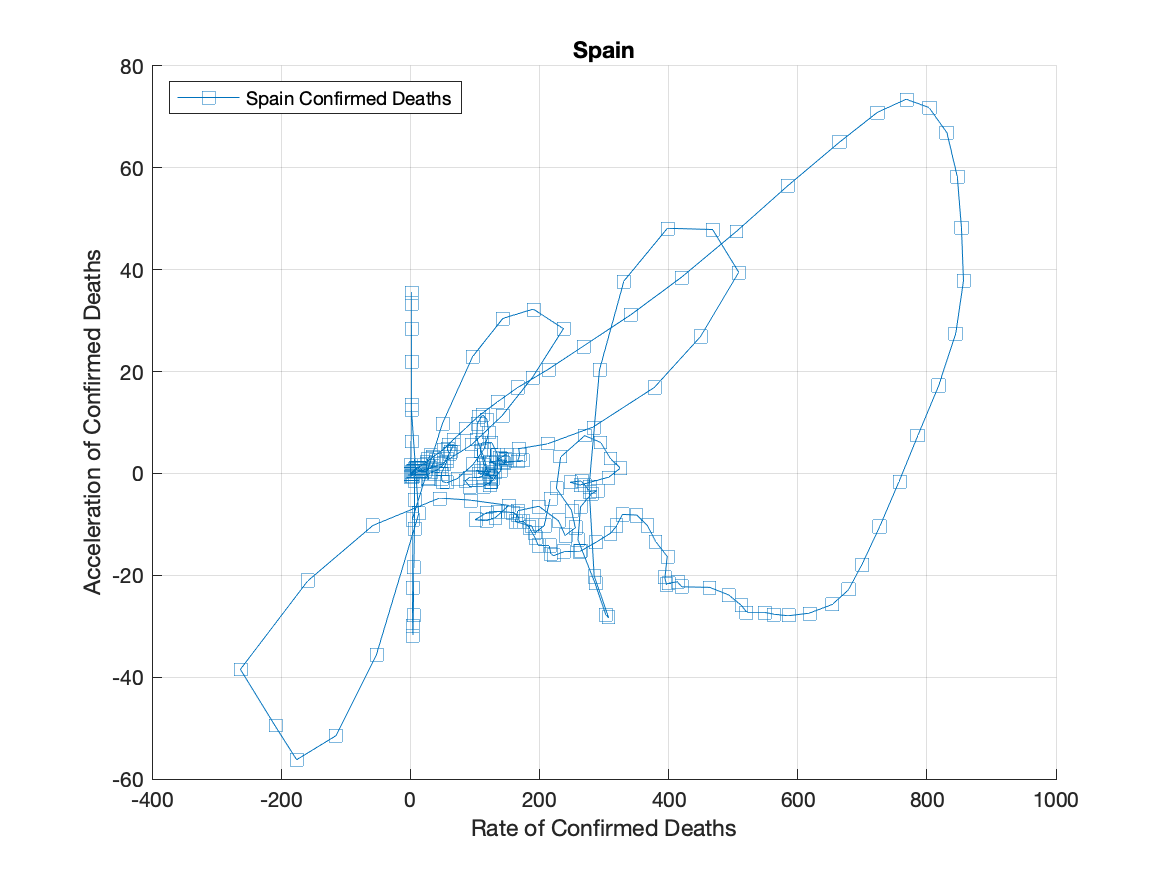 Spain
80
Spain Confirmed Deaths
60
40
20
0
-20
-40
-60
Acceleration of Confirmed Deaths
-400 -200 0 200 400 600 800 1000
Rate of Confirmed Deaths